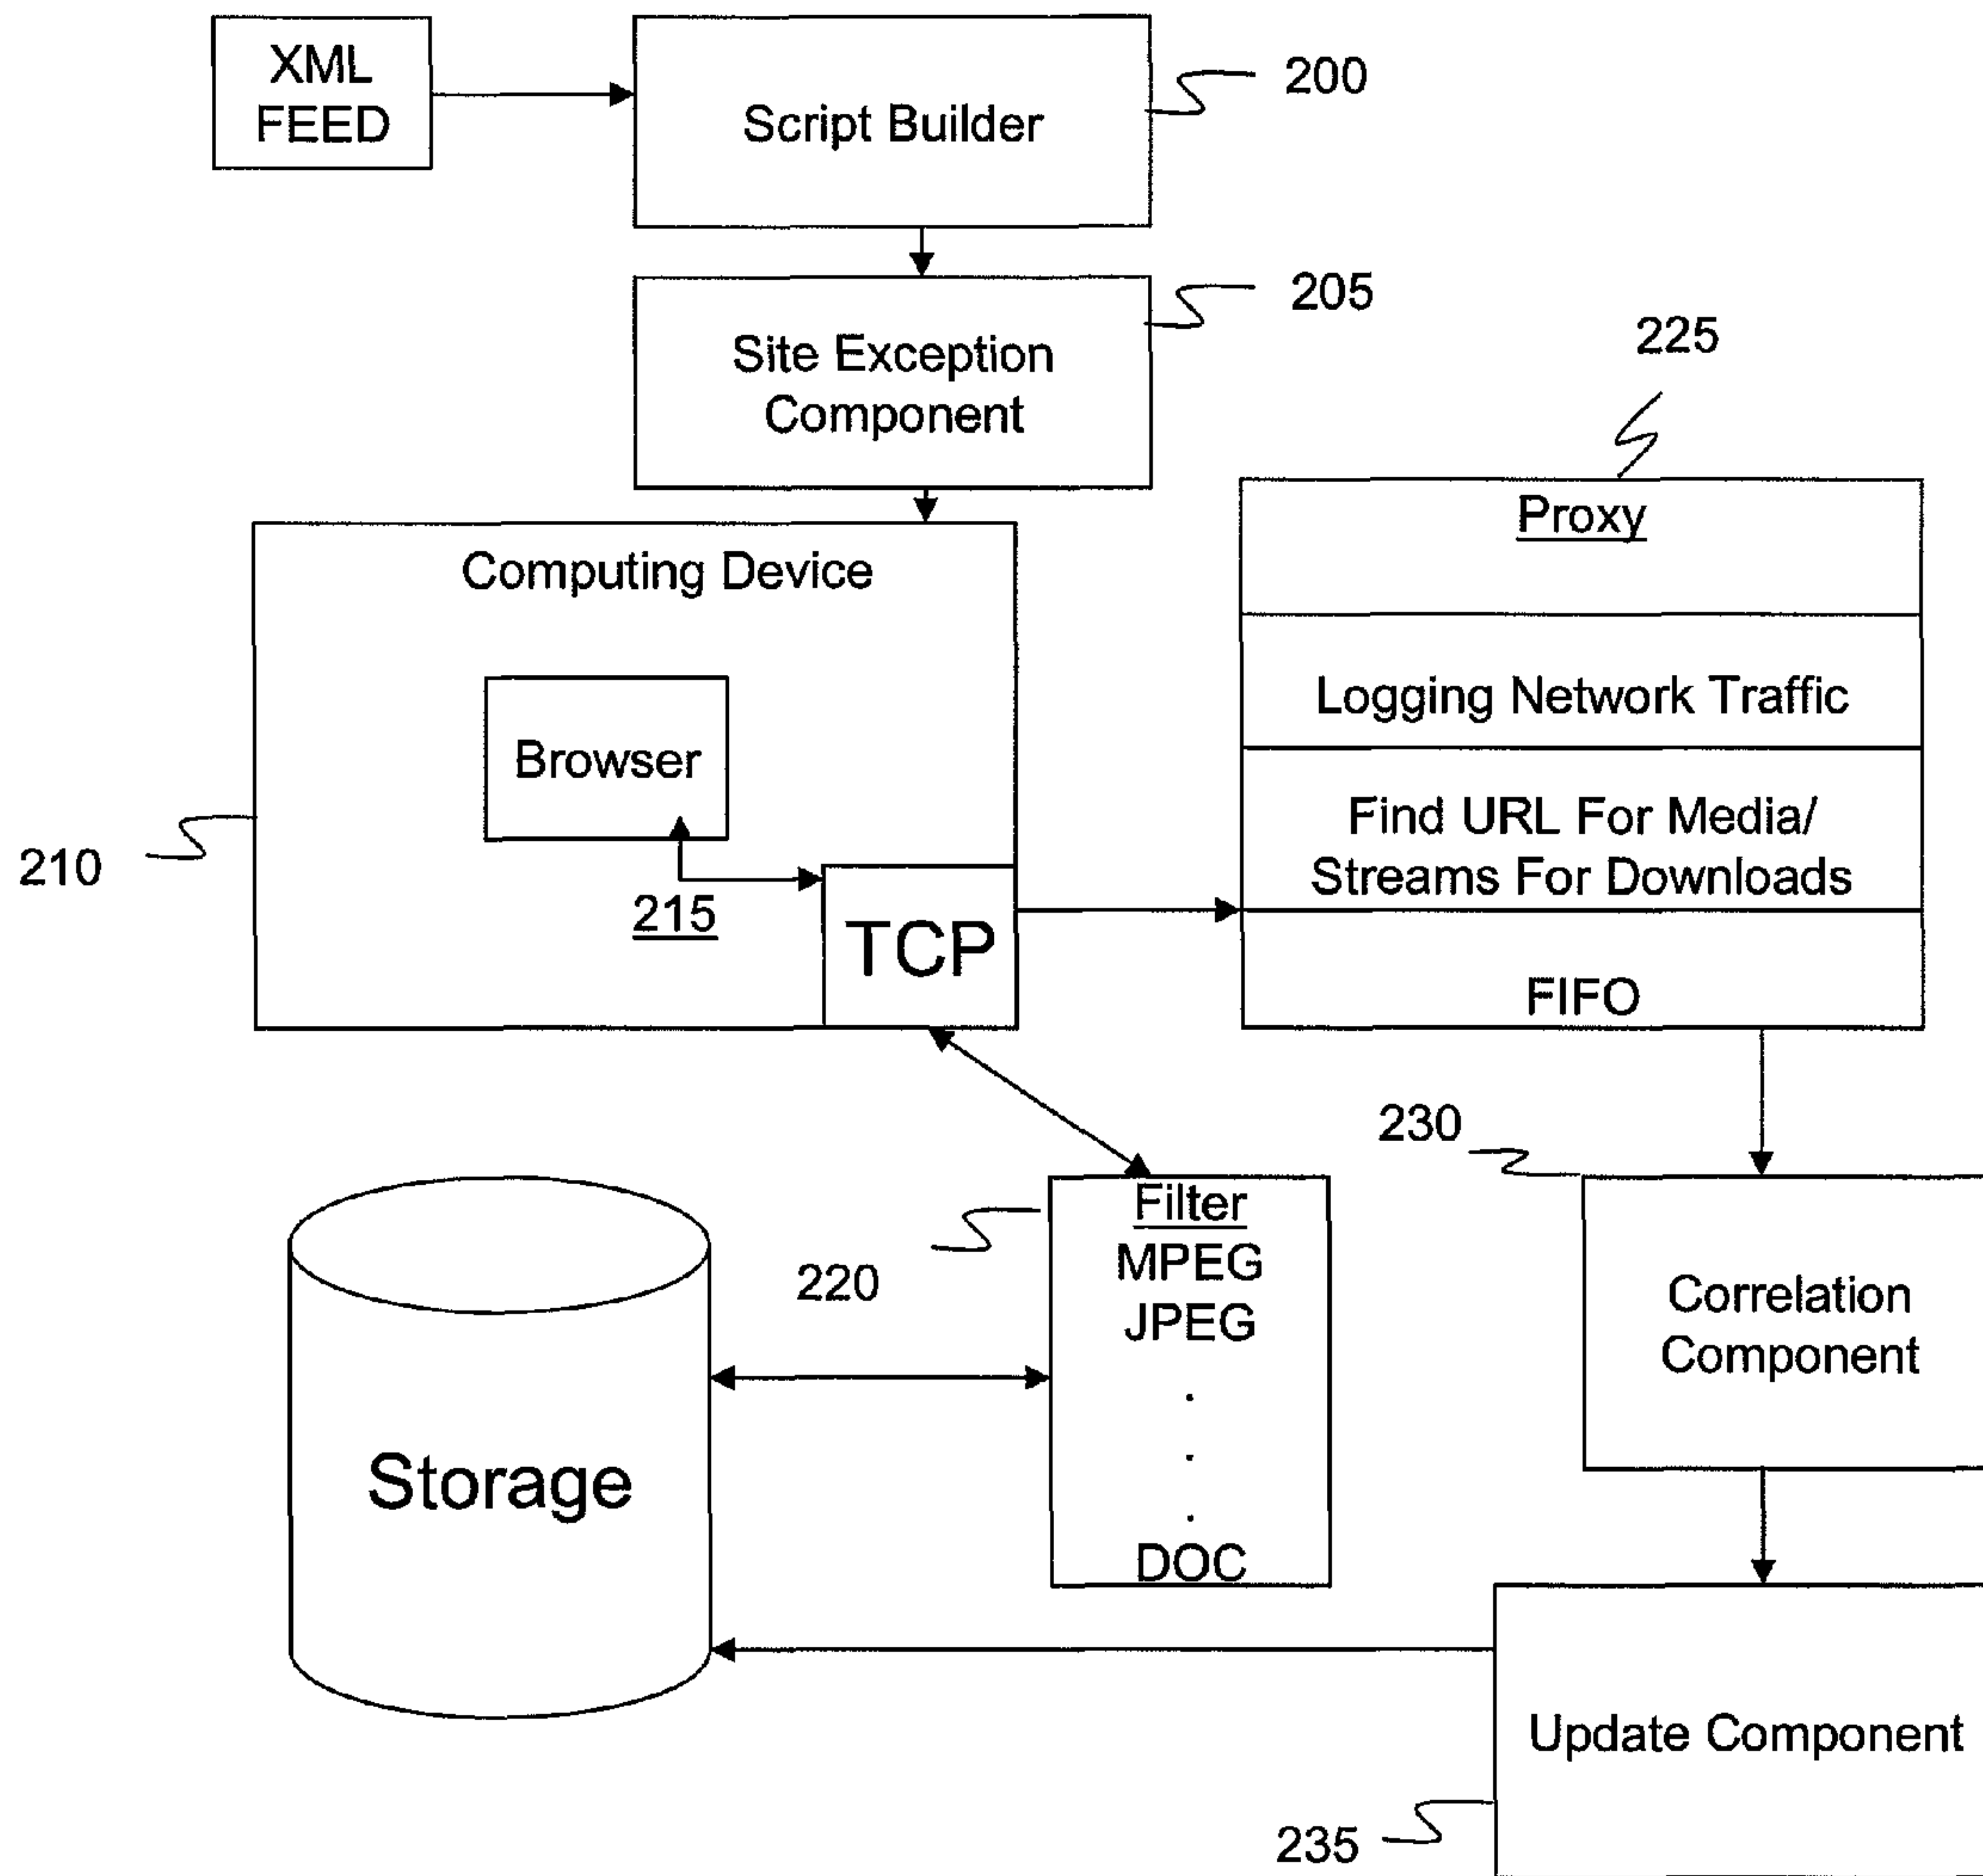 XML
FEED
Script Builder
200
Site Exception
Component
205
225
Proxy
Logging Network Traffic
Find URL For Media/
Streams For Downloads
FIFO
Computing Device
Browser
210
215
TCP
230
Filter
MPEG
JPEG
.
.
.
DOC
220
Correlation
Component
Storage
Update Component
235